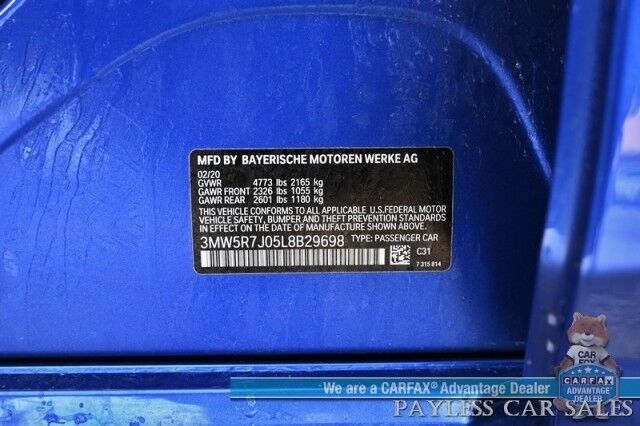 MFD BY BAYERISCHE MOTOREN WERKE AG
02/20
GVWR 4773 lbs 2165 kg
GAWR FRONT 2326 lbs 1055 kg
GAWR REAR 2601 lbs 1180 kg
THIS VEHICLE CONFORMS TO ALL APPLICABLE U.S.FEDERAL MOTOR
VEHICLE SAFETY, BUMPER AND THEFT PREVENTION STANDARDS
IN EFFECT ON THE DATE OF MANUFACTURE SHOWN ABOVE.
3MW5R7J05L8B29698 TYPE: PASSENGER CAR
C31
7 315 814
We are a CARFAX® Advantage Dealer
PAYLESS CAR SALES
CAR
FOX
CARFAX
ADVANTAGE
DEALER